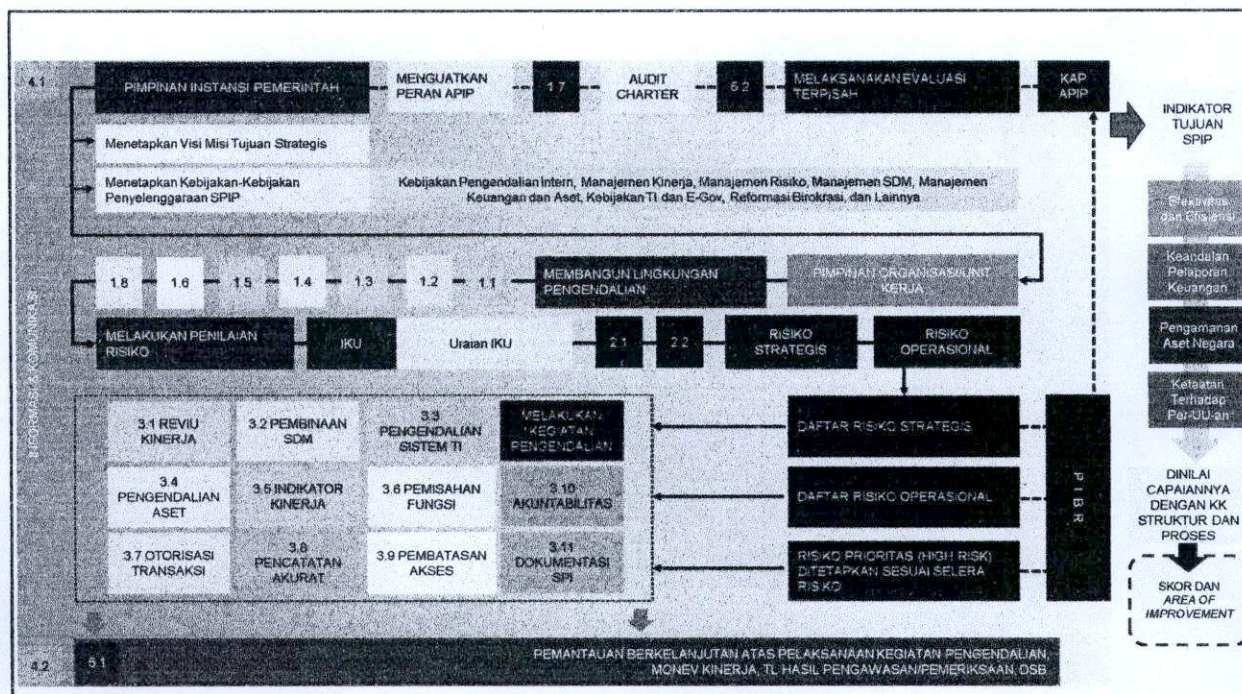 4.1
PIMPINAN INSTANSI PEMERINTAH
MENGUATKAN
PERAN APIP
1.7
AUDIT
CHARTER
5.2
MELAKSANAKAN EVALUASI
TERPISAH
KAP
APIP
Menetapkan Visi Misi Tujuan Strategis
Menetapkan Kebijakan-Kebijakan
Penyelenggaraan SPIP
Kebijakan Pengendalian Intern, Manajemen Kinerja, Manajemen Risiko, Manajemen SDM, Manajemen
Keuangan dan Aset, Kebijakan TI dan E-Gov, Reformasi Birokrasi, dan Lainnya
1.8
1.6
1.5
1.4
1.3
1.2
1.1
MEMBANGUN LINGKUNGAN
PENGENDALIAN
PIMPINAN ORGANISASI/UNIT
KERJA
MELAKUKAN PENILAIAN
RISIKO
IKU
Uraian IKU
2.1
2.2
RISIKO
STRATEGIS
RISIKO
OPERASIONAL
INFORMASI & KOMUNIKASI
3.1 REVIU
KINERJA
3.2 PEMBINAAN
SDM
3.3
PENGENDALIAN
SISTEM TI
MELAKUKAN
KEGIATAN
PENGENDALIAN
3.4
PENGENDALIAN
ASET
3.5 INDIKATOR
KINERJA
3.6 PEMISAHAN
FUNGSI
3.10
AKUNTABILITAS
3.7 OTORISASI
TRANSAKSI
3.8
PENCATATAN
AKURAT
3.9 PEMBATASAN
AKSES
3.11
DOKUMENTASI
SPI
DAFTAR RISIKO STRATEGIS
DAFTAR RISIKO OPERASIONAL
RISIKO PRIORITAS (HIGH RISK)
DITETAPKAN SESUAI SELERA
RISIKO
P I B R
4.2
5.1
PEMANTAUAN BERKELANJUTAN ATAS PELAKSANAAN KEGIATAN PENGENDALIAN,
MONEV KINERJA, TL HASIL PENGAWASAN/PEMERIKSAAN, DSB
INDIKATOR
TUJUAN
SPIP
Efektivitas
dan Efisiensi
Keandalan
Pelaporan
Keuangan
Pengamanan
Aset Negara
Ketaatan
Terhadap
Per-UU-an
DINILAI
CAPAIANNYA
DENGAN KK
STRUKTUR DAN
PROSES
SKOR DAN
AREA OF
IMPROVEMENT